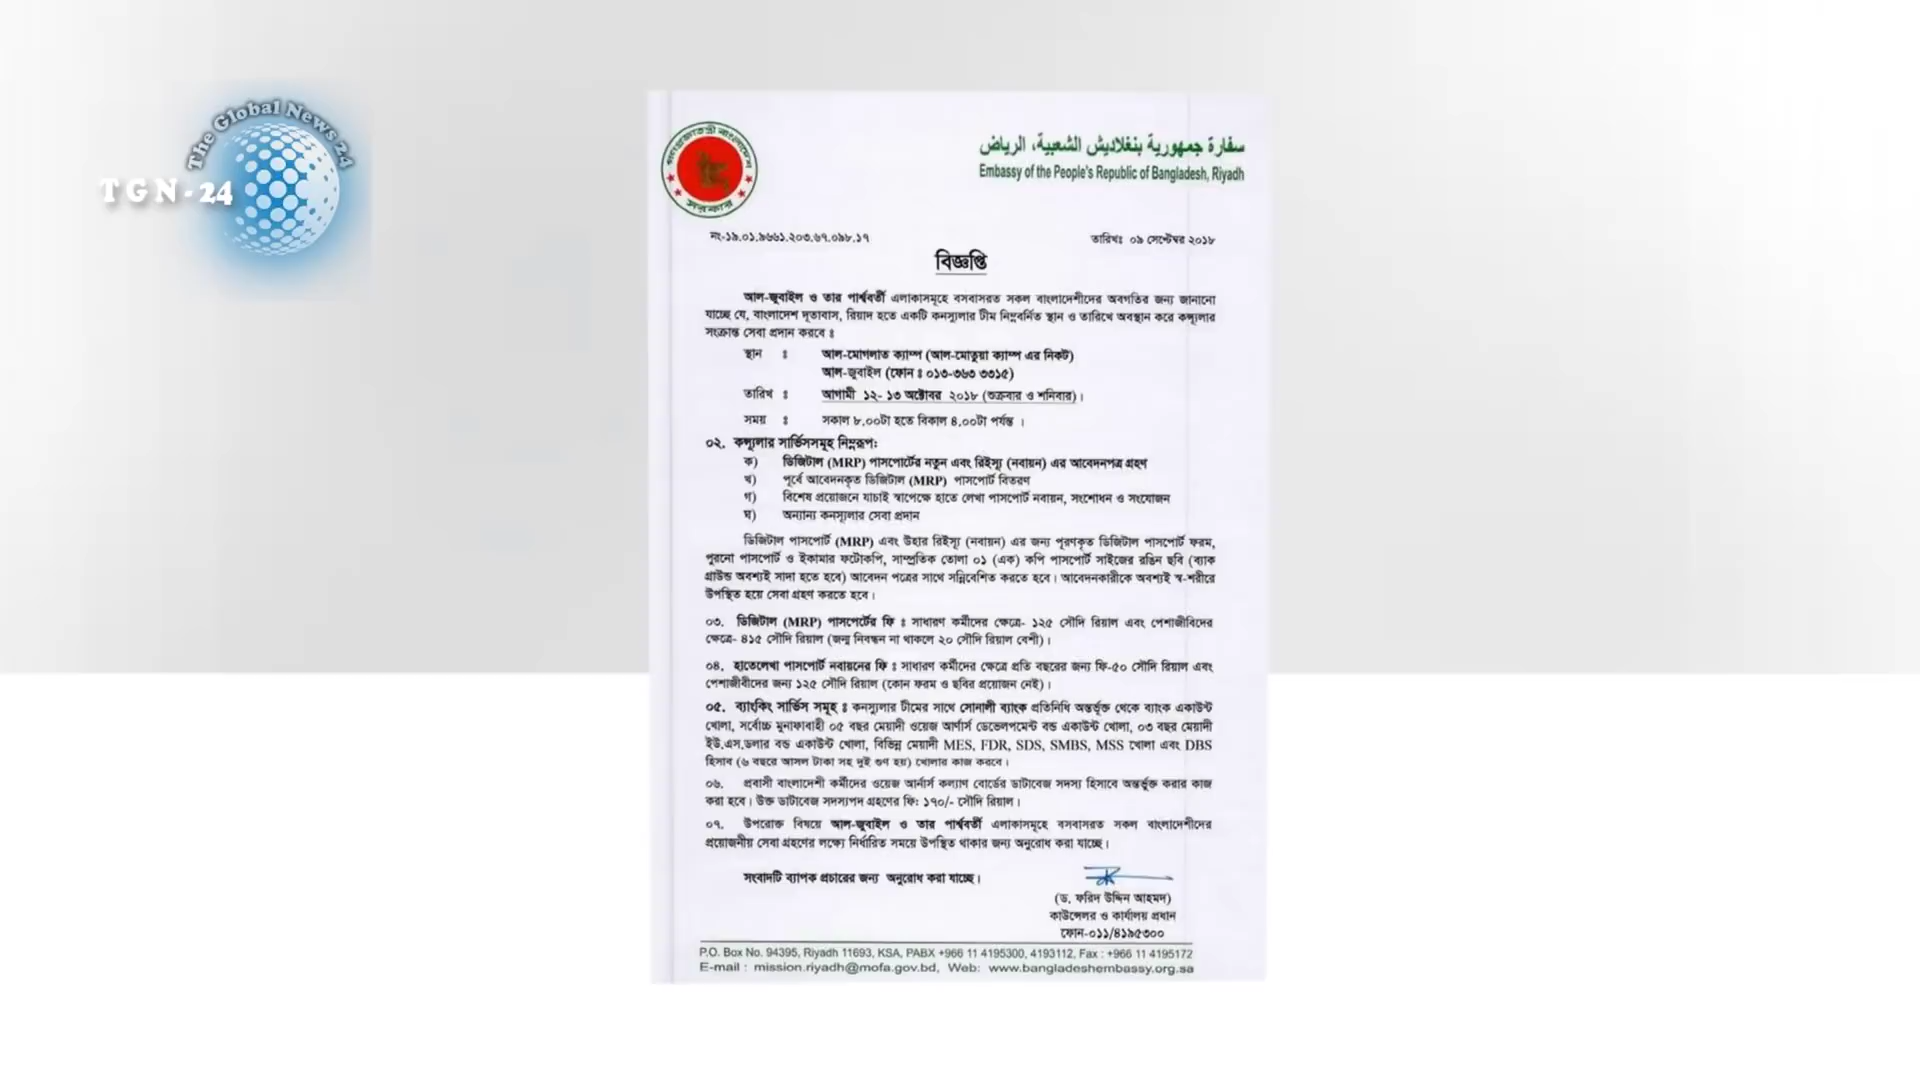 The Global News 24
TGN-24
গণপ্রজাতন্ত্রী বাংলাদেশ
সরকার
سفارة جمهورية بنغلاديش الشعبية، الرياض
Embassy of the People's Republic of Bangladesh, Riyadh
নং-১৯.০১.৯৬৬১.২০৩.৬৭.০৯৮.১৭
তারিখঃ ০৯ সেপ্টেম্বর ২০১৮
বিজ্ঞপ্তি
আল-জুবাইল ও তার পার্শ্ববর্তী এলাকাসমূহে বসবাসরত সকল বাংলাদেশীদের অবগতির জন্য জানানো
যাচ্ছে যে, বাংলাদেশ দূতাবাস, রিয়াদ হতে একটি কনস্যুলার টীম নিম্নবর্নিত স্থান ও তারিখে অবস্থান করে কন্স্যুলার
সংক্রান্ত সেবা প্রদান করবে ঃ
স্থান ঃ আল-মোগলাত ক্যাম্প (আল-মোতুয়া ক্যাম্প এর নিকট)
আল-জুবাইল (ফোন ঃ ০১৩-৩৬৩ ৩৩১৫)
তারিখ ঃ আগামী ১২- ১৩ অক্টোবর ২০১৮ (শুক্রবার ও শনিবার)।
সময় ঃ সকাল ৮.০০টা হতে বিকাল ৪.০০টা পর্যন্ত ।
০২. কন্স্যুলার সার্ভিসসমূহ নিম্নরূপ:
ক) ডিজিটাল (MRP) পাসপোর্টের নতুন এবং রিইস্যু (নবায়ন) এর আবেদনপত্র গ্রহণ
খ) পূর্বে আবেদনকৃত ডিজিটাল (MRP) পাসপোর্ট বিতরণ
গ) বিশেষ প্রয়োজনে যাচাই স্বাপেক্ষে হাতে লেখা পাসপোর্ট নবায়ন, সংশোধন ও সংযোজন
ঘ) অন্যান্য কনস্যুলার সেবা প্রদান
ডিজিটাল পাসপোর্ট (MRP) এবং উহার রিইস্যু (নবায়ন) এর জন্য পূরণকৃত ডিজিটাল পাসপোর্ট ফরম,
পুরনো পাসপোর্ট ও ইকামার ফটোকপি, সাম্প্রতিক তোলা ০১ (এক) কপি পাসপোর্ট সাইজের রঙিন ছবি (ব্যাক
গ্রাউন্ড অবশ্যই সাদা হতে হবে) আবেদন পত্রের সাথে সন্নিবেশিত করতে হবে। আবেদনকারীকে অবশ্যই স্ব-শরীরে
উপস্থিত হয়ে সেবা গ্রহণ করতে হবে।
০৩. ডিজিটাল (MRP) পাসপেটের ফি ঃ সাধারণ কর্মীদের ক্ষেত্রে- ১২৫ সৌদি রিয়াল এবং পেশাজীবিদের
ক্ষেত্রে- ৪১৫ সৌদি রিয়াল (জন্ম নিবন্ধন না থাকলে ২০ সৌদি রিয়াল বেশী)।
০৪. হাতেলেখা পাসপোর্ট নবায়নের ফি ঃ সাধারণ কর্মীদের ক্ষেত্রে প্রতি বছরের জন্য ফি-৫০ সৌদি রিয়াল এবং
পেশাজীবীদের জন্য ১২৫ সৌদি রিয়াল (কোন ফরম ও ছবির প্রয়োজন নেই)।
০৫. ব্যাংকিং সার্ভিস সমূহ ঃ কনস্যুলার টীমের সাথে সোনালী ব্যাংক প্রতিনিধি অন্তর্ভূক্ত থেকে ব্যাংক একাউন্ট
খোলা, সর্বোচ্চ মুনাফাবাহী ০৫ বছর মেয়াদী ওয়েজ আর্ণার্স ডেভেলপমেন্ট বন্ড একাউন্ট খোলা, ০৩ বছর মেয়াদী
ইউ.এস.ডলার বন্ড একাউন্ট খোলা, বিভিন্ন মেয়াদী MES, FDR, SDS, SMBS, MSS খোলা এবং DBS
হিসাব (৬ বছরে আসল টাকা সহ দুই গুণ হয়) খোলার কাজ করবে।
০৬. প্রবাসী বাংলাদেশী কর্মীদের ওয়েজ আর্নার্স কল্যাণ বোর্ডের ডাটাবেজ সদস্য হিসাবে অন্তর্ভুক্ত করার কাজ
করা হবে। উক্ত ডাটাবেজ সদস্যপদ গ্রহণের ফি: ১৭০/- সৌদি রিয়াল।
০৭. উপরোক্ত বিষয়ে আল-জুবাইল ও তার পার্শ্ববর্তী এলাকাসমূহে বসবাসরত সকল বাংলাদেশীদের
প্রয়োজনীয় সেবা গ্রহণের লক্ষ্যে নির্ধারিত সময়ে উপস্থিত থাকার জন্য অনুরোধ করা যাচ্ছে।
সংবাদটি ব্যাপক প্রচারের জন্য অনুরোধ করা যাচ্ছে।
(ড. ফরিদ উদ্দিন আহমদ)
কাউন্সেলর ও কার্যালয় প্রধান
ফোন-০১১/৪১৯৫৩০০
P.O. Box No. 94395, Riyadh 11693, KSA, PABX +966 11 4195300, 4193112, Fax : +966 11 4195172
E-mail : mission.riyadh@mofa.gov.bd, Web: www.bangladeshembassy.org.sa